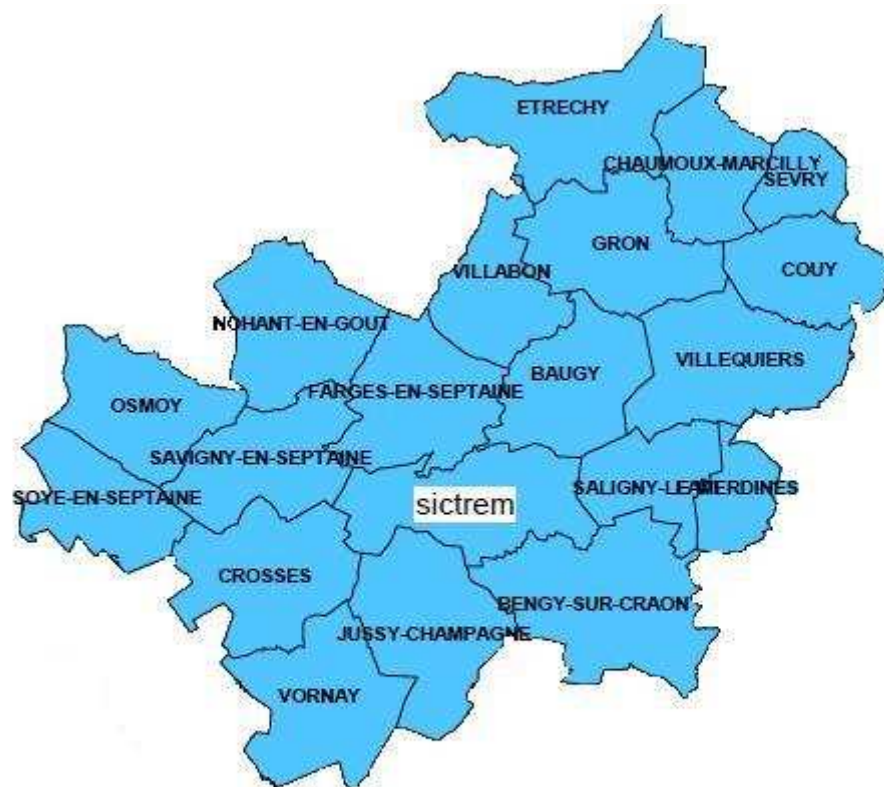 ETRECHY
CHAUMOUX-MARCILLY
SEVRY
GRON
COUY
VILLABON
NOHANT-EN-GOUT
VILLEQUIERS
BAUGY
FARGES-EN-SEPTAINE
OSMOY
SAVIGNY-EN-SEPTAINE
SOYE-EN-SEPTAINE
SALIGNY-LE
sictrem
CROSSES
BENGY-SUR-CRAON
JUSSY-CHAMPAGNE
VORNAY